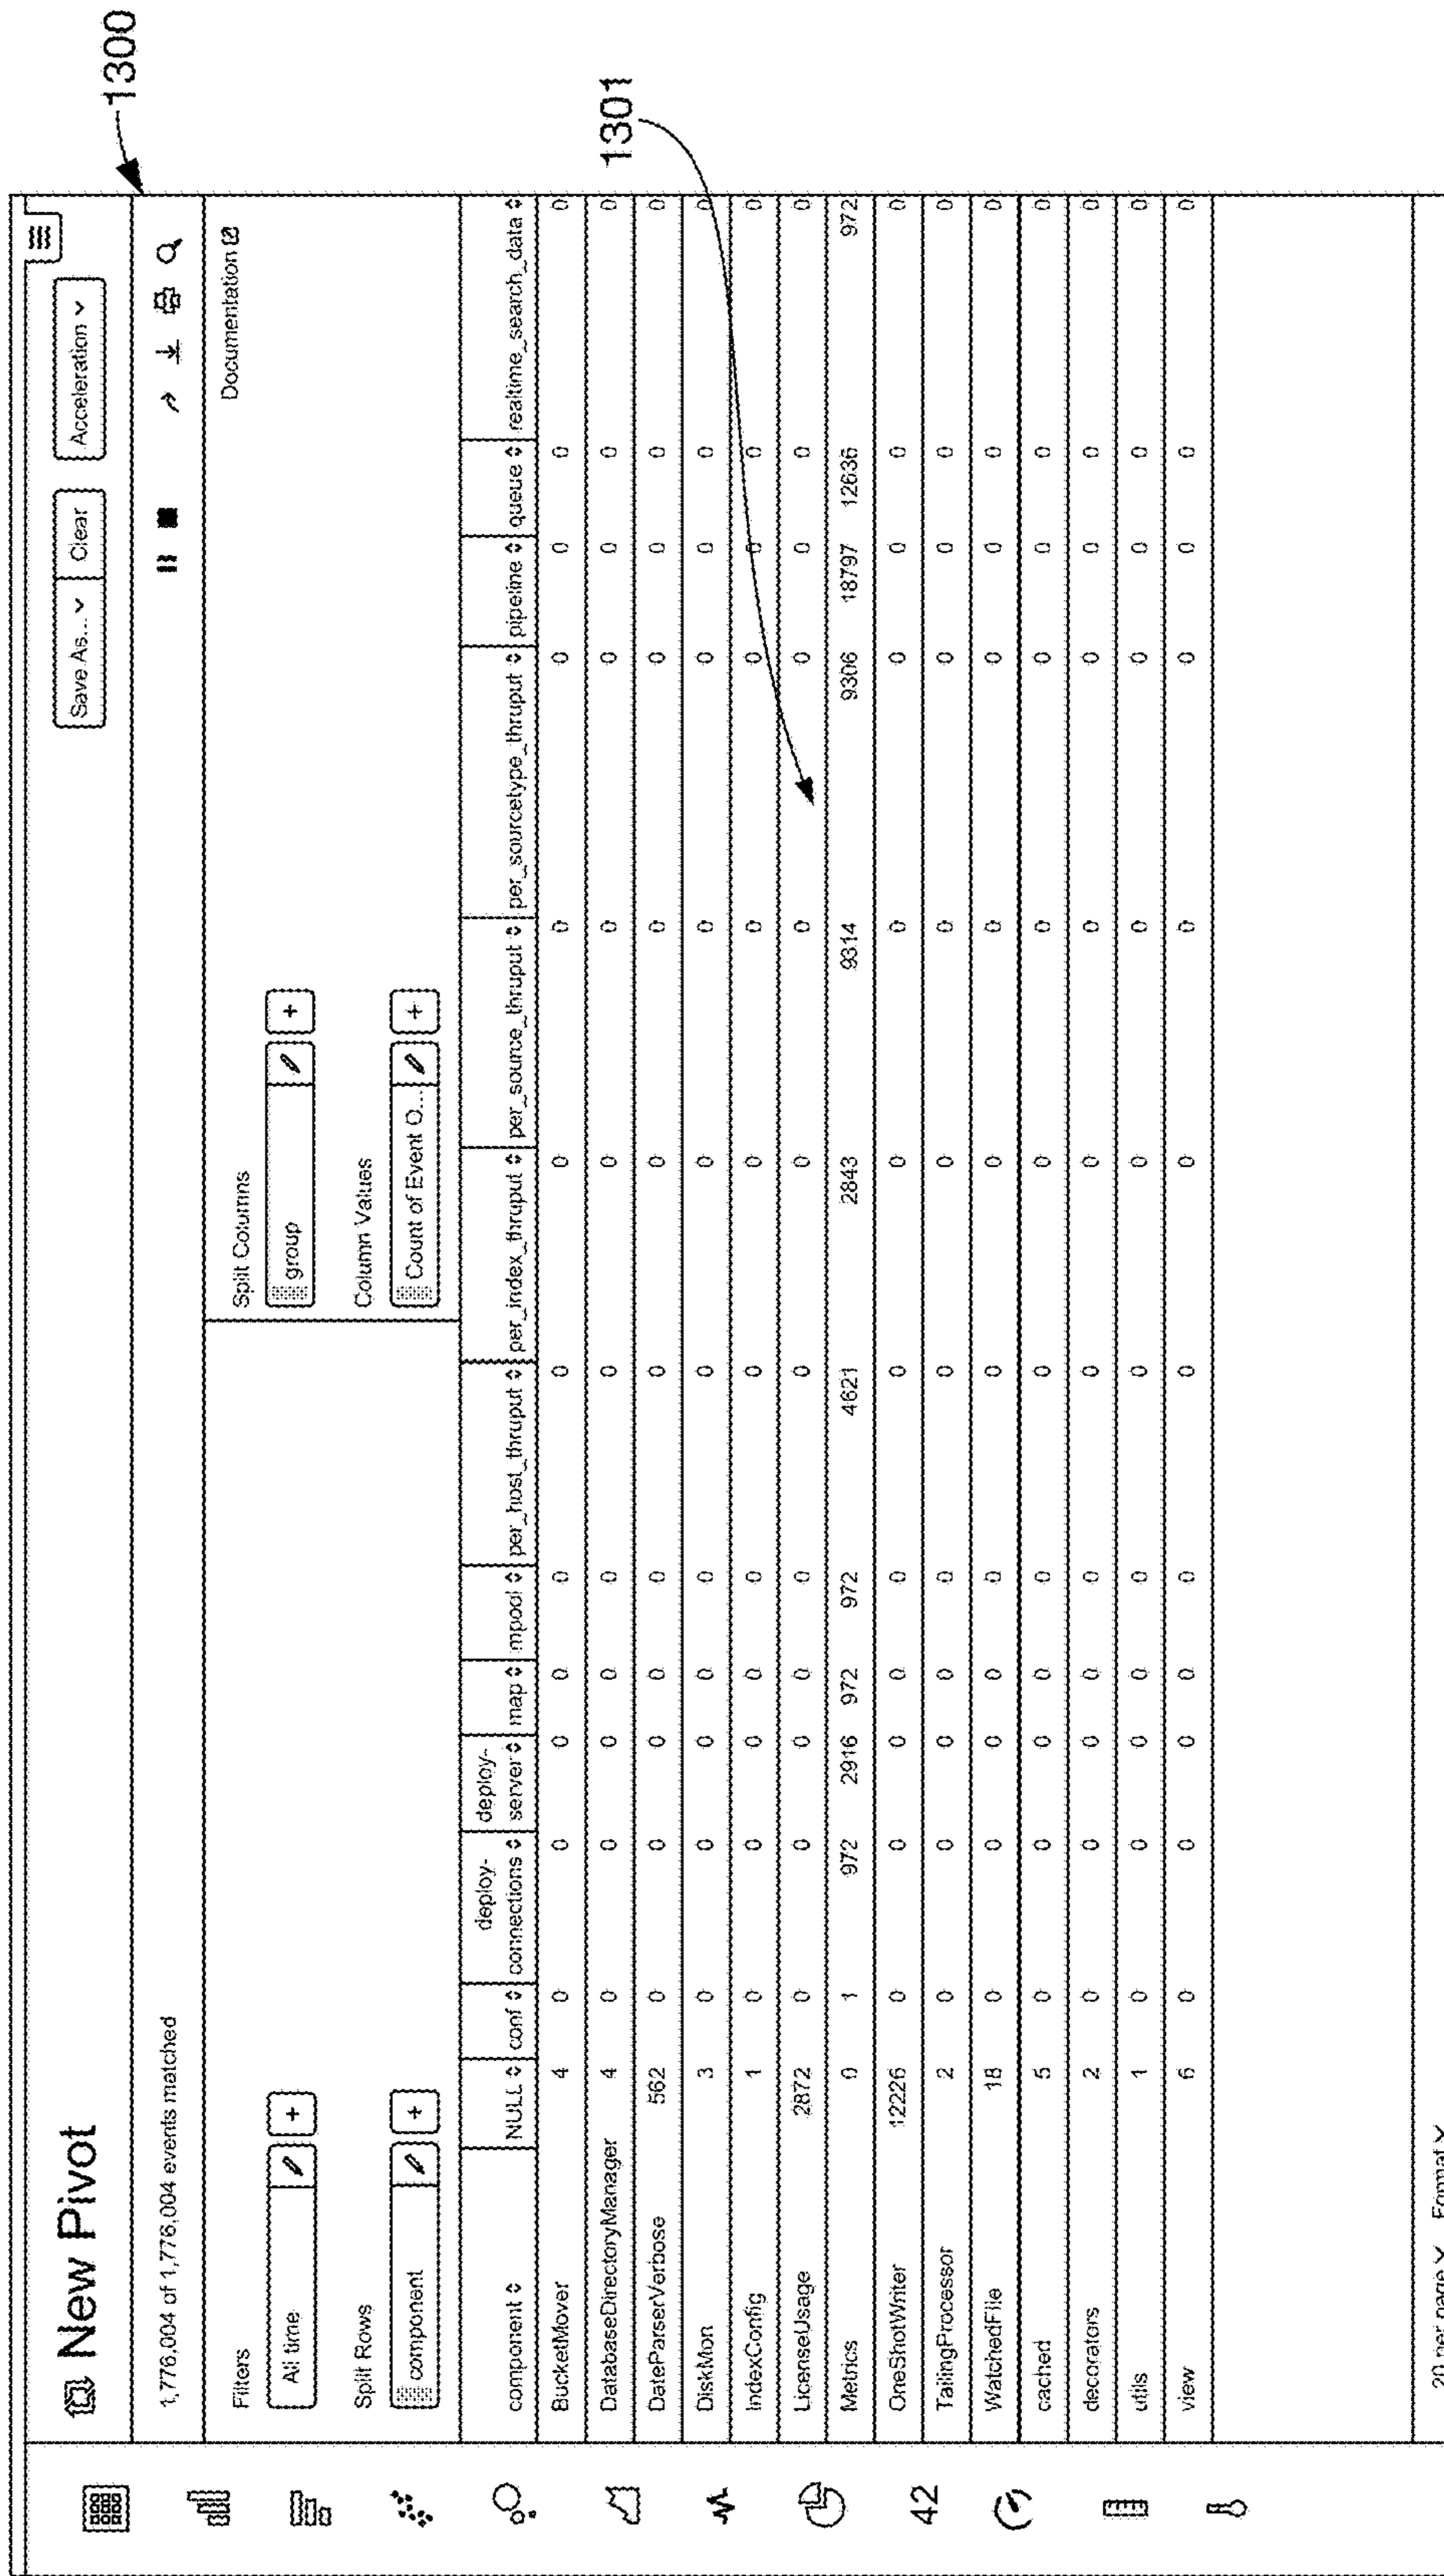 1300
New Pivot
Save As... Clear Acceleration
1,776,004 of 1,776,004 events matched
Filters Split Columns Documentation
All time + group +
Split Rows Column Values
component + Count of Event O... +
component NULL conf deploy-connections deploy-server map mpool per_host_thruput per_index_thruput per_source_thruput per_sourcetype_thruput pipeline queue realtime_search_data
BucketMover 4 0 0 0 0 0 0 0 0 0 0 0 0
DatabaseDirectoryManager 4 0 0 0 0 0 0 0 0 0 0 0 0
DateParserVerbose 562 0 0 0 0 0 0 0 0 0 0 0 0
DiskMon 3 0 0 0 0 0 0 0 0 0 0 0 0
IndexConfig 1 0 0 0 0 0 0 0 0 0 0 0 0
LicenseUsage 2872 0 0 0 0 0 0 0 0 0 0 0 0
Metrics 0 1 972 2916 972 972 4621 2843 9314 9306 18797 12636 972
OneShotWriter 12226 0 0 0 0 0 0 0 0 0 0 0 0
TailingProcessor 2 0 0 0 0 0 0 0 0 0 0 0 0
WatchedFile 18 0 0 0 0 0 0 0 0 0 0 0 0
cached 5 0 0 0 0 0 0 0 0 0 0 0 0
decorators 2 0 0 0 0 0 0 0 0 0 0 0 0
utils 1 0 0 0 0 0 0 0 0 0 0 0 0
view 6 0 0 0 0 0 0 0 0 0 0 0 0
20 per page Format
42
1301